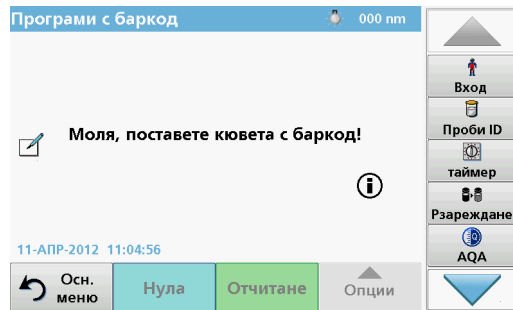 Програми с баркод
000 nm
Моля, поставете кювета с баркод!
11-АПР-2012 11:04:56
Осн.
меню
Нула
Отчитане
Опции
Вход
Проби ID
таймер
Рзареждане
AQA